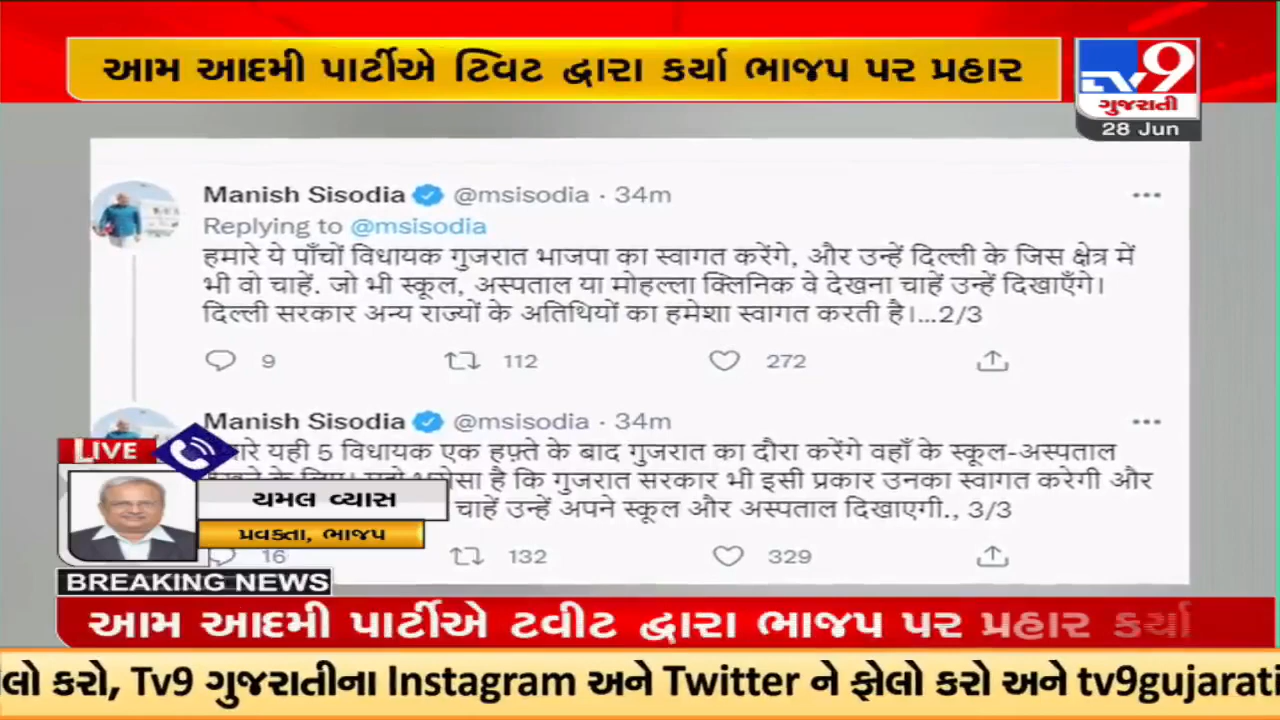 આમ આદમી પાર્ટીએ ટિવટ દ્વારા કર્યા ભાજપ પર પ્રહાર
TV9
ગુજરાતી
28 Jun
Manish Sisodia @msisodia · 34m
Replying to @msisodia
हमारे ये पाँचों विधायक गुजरात भाजपा का स्वागत करेंगे, और उन्हें दिल्ली के जिस क्षेत्र में
भी वो चाहें. जो भी स्कूल, अस्पताल या मोहल्ला क्लिनिक वे देखना चाहें उन्हें दिखाएँगे।
दिल्ली सरकार अन्य राज्यों के अतिथियों का हमेशा स्वागत करती है।...2/3
9 112 272
Manish Sisodia @msisodia · 34m
यही 5 विधायक एक हफ़्ते के बाद गुजरात का दौरा करेंगे वहाँ के स्कूल-अस्पताल
है कि गुजरात सरकार भी इसी प्रकार उनका स्वागत करेगी और
चाहें उन्हें अपने स्कूल और अस्पताल दिखाएगी., 3/3
16 132 329
LIVE
યમલ વ્યાસ
પ્રવક્તા, ભાજપ
BREAKING NEWS
આમ આદમી પાર્ટીએ ટવીટ દ્વારા ભાજપ પર પ્રહાર કર્યા
કરો, Tv9 ગુજરાતીના Instagram અને Twitter ને ફોલો કરો અને tv9gujarati